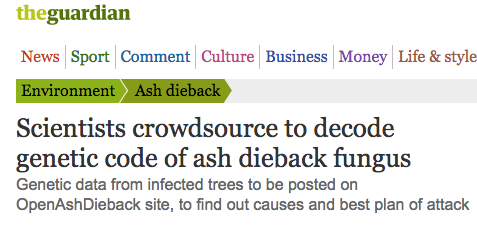 theguardian
News Sport Comment Culture Business Money Life & style
Environment Ash dieback
Scientists crowdsource to decode
genetic code of ash dieback fungus
Genetic data from infected trees to be posted on
OpenAshDieback site, to find out causes and best plan of attack